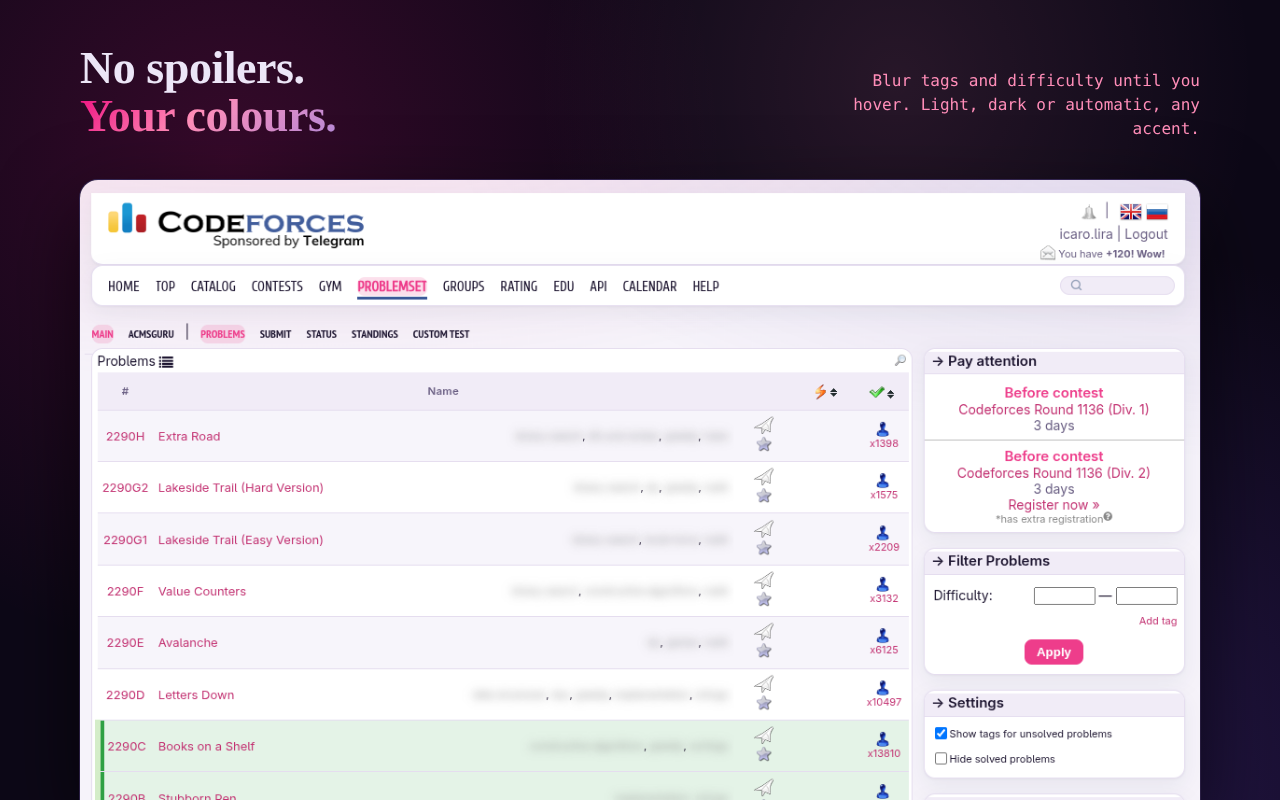 No spoilers.
Your colours.
Blur tags and difficulty until you
hover. Light, dark or automatic, any
accent.
CODEFORCES
Sponsored by Telegram
icaro.lira | Logout
You have +120! Wow!
HOME TOP CATALOG CONTESTS GYM PROBLEMSET GROUPS RATING EDU API CALENDAR HELP
MAIN ACMSGURU | PROBLEMS SUBMIT STATUS STANDINGS CUSTOM TEST
Problems
# Name
2290H Extra Road x1398
2290G2 Lakeside Trail (Hard Version) x1575
2290G1 Lakeside Trail (Easy Version) x2209
2290F Value Counters x3132
2290E Avalanche x6125
2290D Letters Down x10497
2290C Books on a Shelf x13810
2290B Stubborn Pen
→ Pay attention
Before contest
Codeforces Round 1136 (Div. 1)
3 days
Before contest
Codeforces Round 1136 (Div. 2)
3 days
Register now »
*has extra registration
→ Filter Problems
Difficulty: —
Add tag
Apply
→ Settings
Show tags for unsolved problems
Hide solved problems